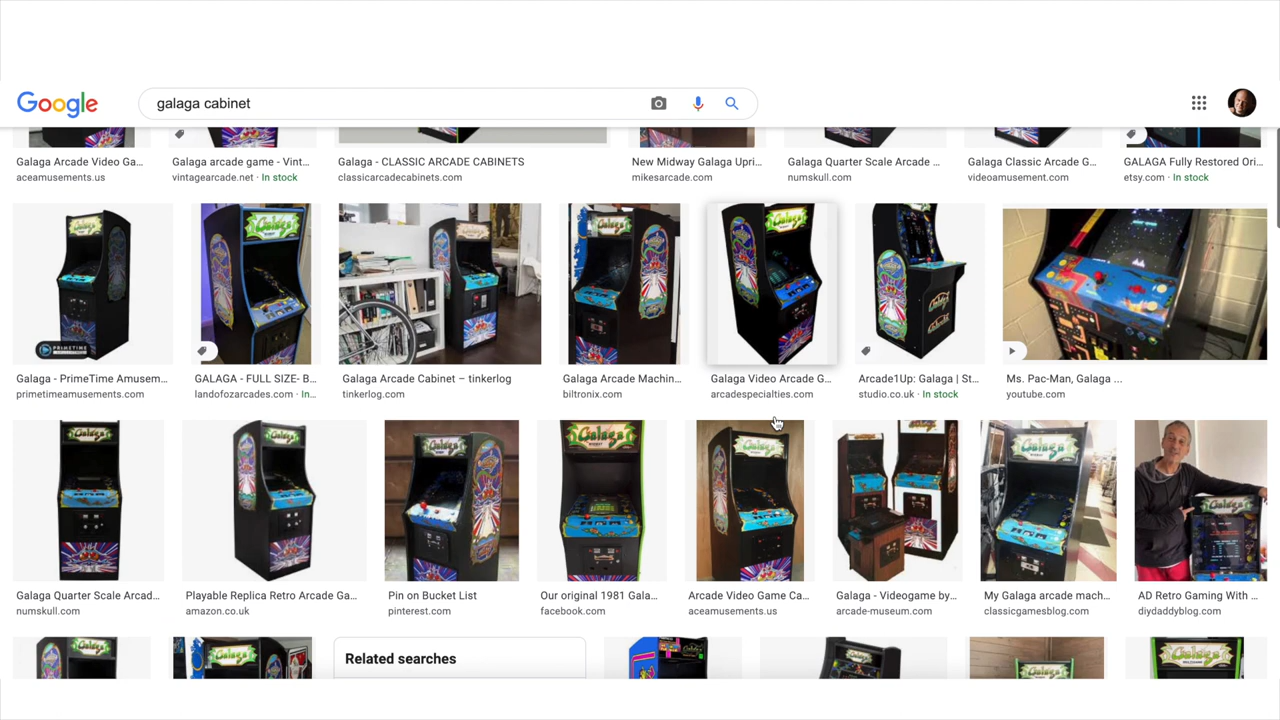 Google
galaga cabinet
Galaga Arcade Video Ga...
aceamusements.us
Galaga arcade game - Vint...
vintagearcade.net · In stock
Galaga - CLASSIC ARCADE CABINETS
classicarcadecabinets.com
New Midway Galaga Upri...
mikesarcade.com
Galaga Quarter Scale Arcade ...
numskull.com
Galaga Classic Arcade G...
videoamusement.com
GALAGA Fully Restored Ori...
etsy.com · In stock
Galaga - PrimeTime Amusem...
primetimeamusements.com
GALAGA - FULL SIZE- B...
landofozarcades.com · In...
Galaga Arcade Cabinet – tinkerlog
tinkerlog.com
Galaga Arcade Machin...
biltronix.com
Galaga Video Arcade G...
arcadespecialties.com
Arcade1Up: Galaga | St...
studio.co.uk · In stock
Ms. Pac-Man, Galaga ...
youtube.com
Galaga Quarter Scale Arcad...
numskull.com
Playable Replica Retro Arcade Ga...
amazon.co.uk
Pin on Bucket List
pinterest.com
Our original 1981 Gala...
facebook.com
Arcade Video Game Ca...
aceamusements.us
Galaga - Videogame by...
arcade-museum.com
My Galaga arcade mach...
classicgamesblog.com
AD Retro Gaming With ...
diydaddyblog.com
Related searches